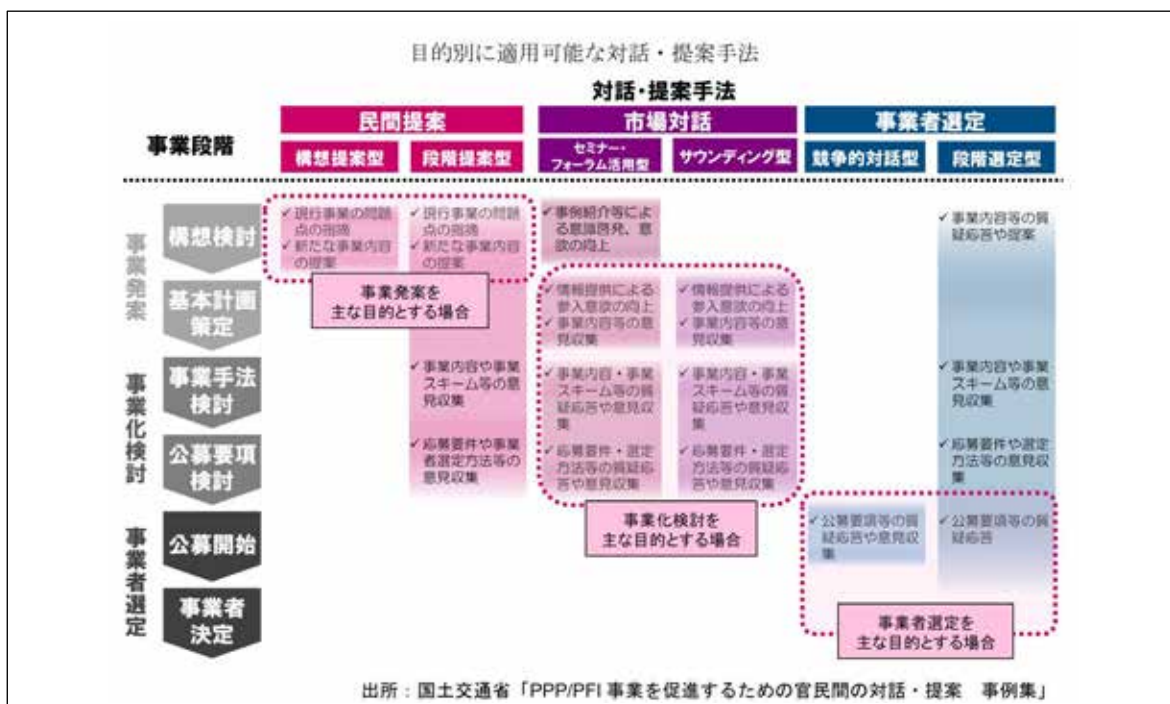 目的別に適用可能な対話・提案手法
対話・提案手法
民間提案
市場対話
事業者選定
事業段階
構想提案型
段階提案型
セミナー・
フォーラム活用型
サウンディング型
競争的対話型
段階選定型
事業発案
構想検討
✓現行事業の問題
点の指摘
✓新たな事業内容
の提案
✓現行事業の問題
点の指摘
✓新たな事業内容
の提案
✓事例紹介等によ
る意識啓発、意
欲の向上
✓事業内容等の質
疑応答や提案
事業発案を
主な目的とする場合
基本計画
策定
✓情報提供による
参入意欲の向上
✓事業内容等の意
見収集
✓情報提供による
参入意欲の向上
✓事業内容等の意
見収集
事業化検討
事業手法
検討
✓事業内容や事業
スキーム等の意
見収集
✓事業内容・事業
スキーム等の質
疑応答や意見収
集
✓事業内容・事業
スキーム等の質
疑応答や意見収
集
✓事業内容や事業
スキーム等の意
見収集
公募要項
検討
✓応募要件や事業
者選定方法等の
意見収集
✓応募要件・選定
方法等の質疑応
答や意見収集
✓応募要件・選定
方法等の質疑応
答や意見収集
✓応募要件や選定
方法等の意見収
集
事業化検討を
主な目的とする場合
事業者選定
公募開始
✓公募要項等の質
疑応答や意見収
集
✓公募要項等の質
疑応答
事業者
決定
事業者選定を
主な目的とする場合
出所：国土交通省「PPP/PFI 事業を促進するための官民間の対話・提案　事例集」